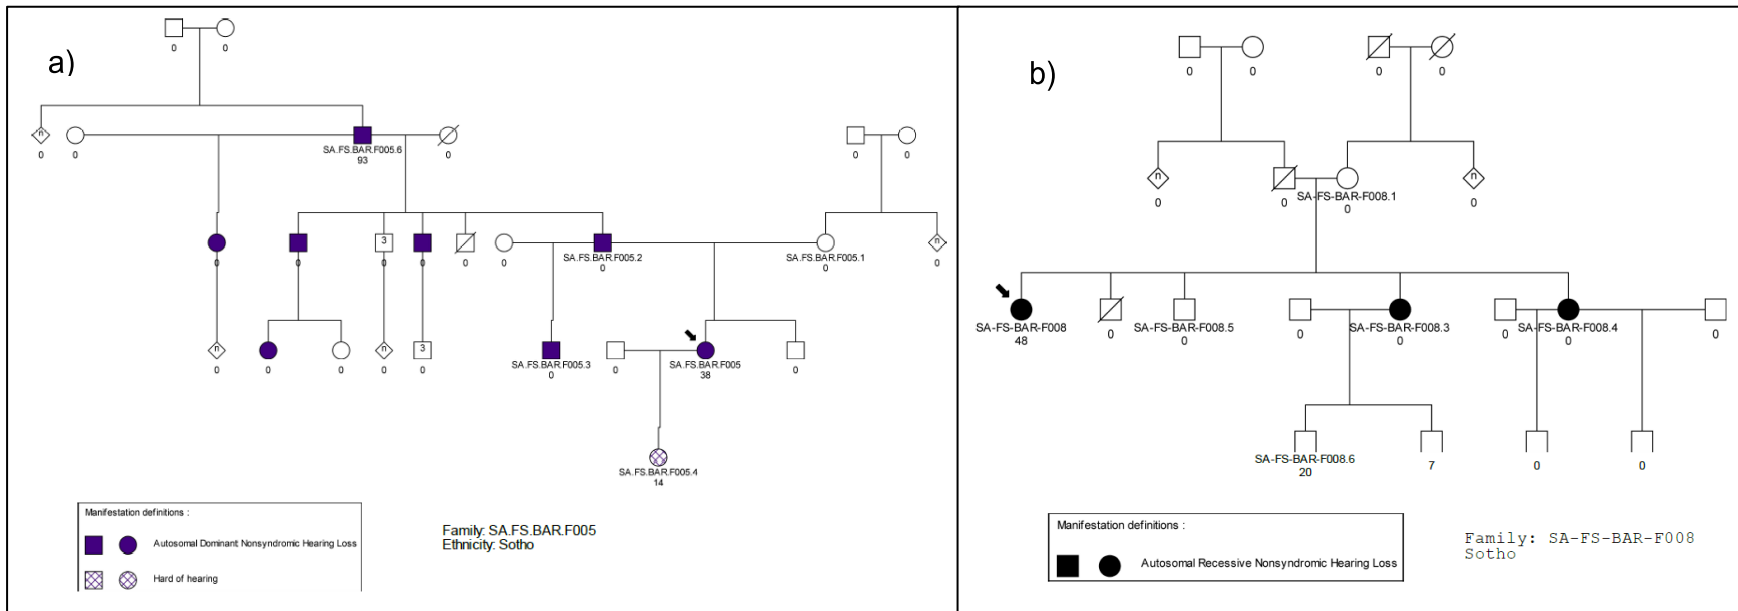 a)
0 0
n
0 0 SA.FS.BAR.F005.6 0 0 0
93
3 n
0 0 0 0 0 0 SA.FS.BAR.F005.2 SA.FS.BAR.F005.1 0
0 0
n n 3
0 0 0 0 0 SA.FS.BAR.F005.3 0 SA.FS.BAR.F005 0
0 38
SA.FS.BAR.F005.4
14
Manifestation definitions :
Autosomal Dominant Nonsyndromic Hearing Loss
Hard of hearing
Family: SA.FS.BAR.F005
Ethnicity: Sotho
b)
0 0 0 0
n n
0 0 SA-FS-BAR-F008.1 0
0
SA-FS-BAR-F008 0 SA-FS-BAR-F008.5 0 SA-FS-BAR-F008.3 0 SA-FS-BAR-F008.4 0
48 0 0 0
SA-FS-BAR-F008.6 7 0 0
20
Manifestation definitions :
Autosomal Recessive Nonsyndromic Hearing Loss
Family: SA-FS-BAR-F008
Sotho